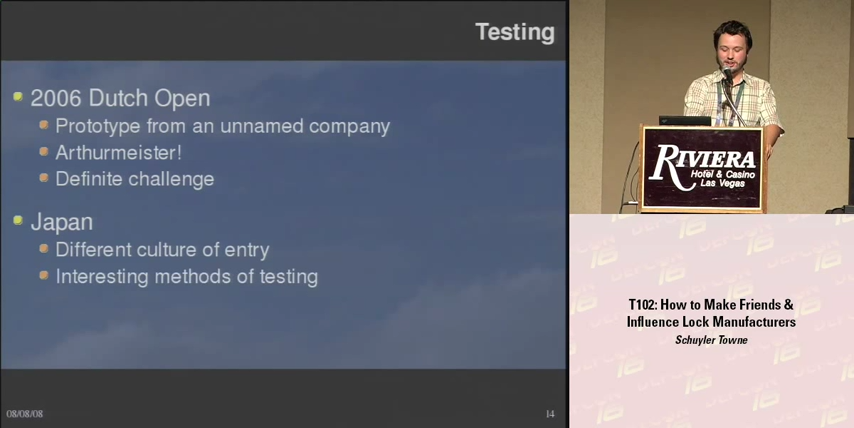 Testing
2006 Dutch Open
Prototype from an unnamed company
Arthurmeister!
Definite challenge
Japan
Different culture of entry
Interesting methods of testing
08/08/08
14
RIVIERA
Hotel & Casino
Las Vegas
T102: How to Make Friends &
Influence Lock Manufacturers
Schuyler Towne